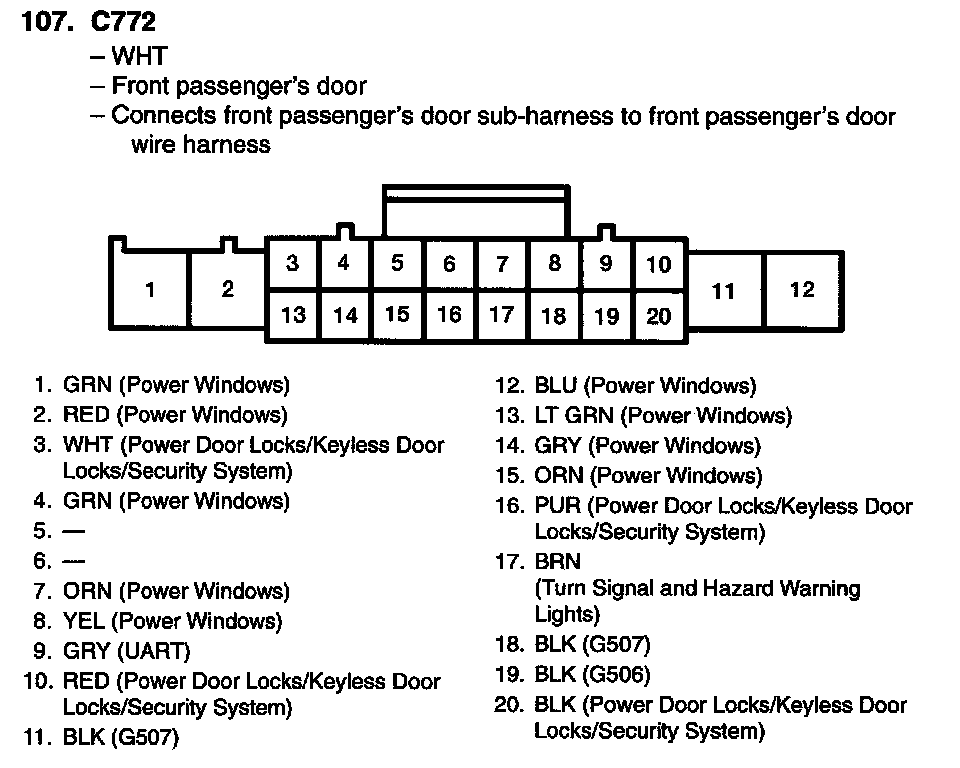 107. C772
– WHT
– Front passenger's door
– Connects front passenger's door sub-harness to front passenger's door
wire harness
3 4 5 6 7 8 9 10
1 2 11 12
13 14 15 16 17 18 19 20
1. GRN (Power Windows)
2. RED (Power Windows)
3. WHT (Power Door Locks/Keyless Door
Locks/Security System)
4. GRN (Power Windows)
5. —
6. —
7. ORN (Power Windows)
8. YEL (Power Windows)
9. GRY (UART)
10. RED (Power Door Locks/Keyless Door
Locks/Security System)
11. BLK (G507)
12. BLU (Power Windows)
13. LT GRN (Power Windows)
14. GRY (Power Windows)
15. ORN (Power Windows)
16. PUR (Power Door Locks/Keyless Door
Locks/Security System)
17. BRN
(Turn Signal and Hazard Warning
Lights)
18. BLK (G507)
19. BLK (G506)
20. BLK (Power Door Locks/Keyless Door
Locks/Security System)